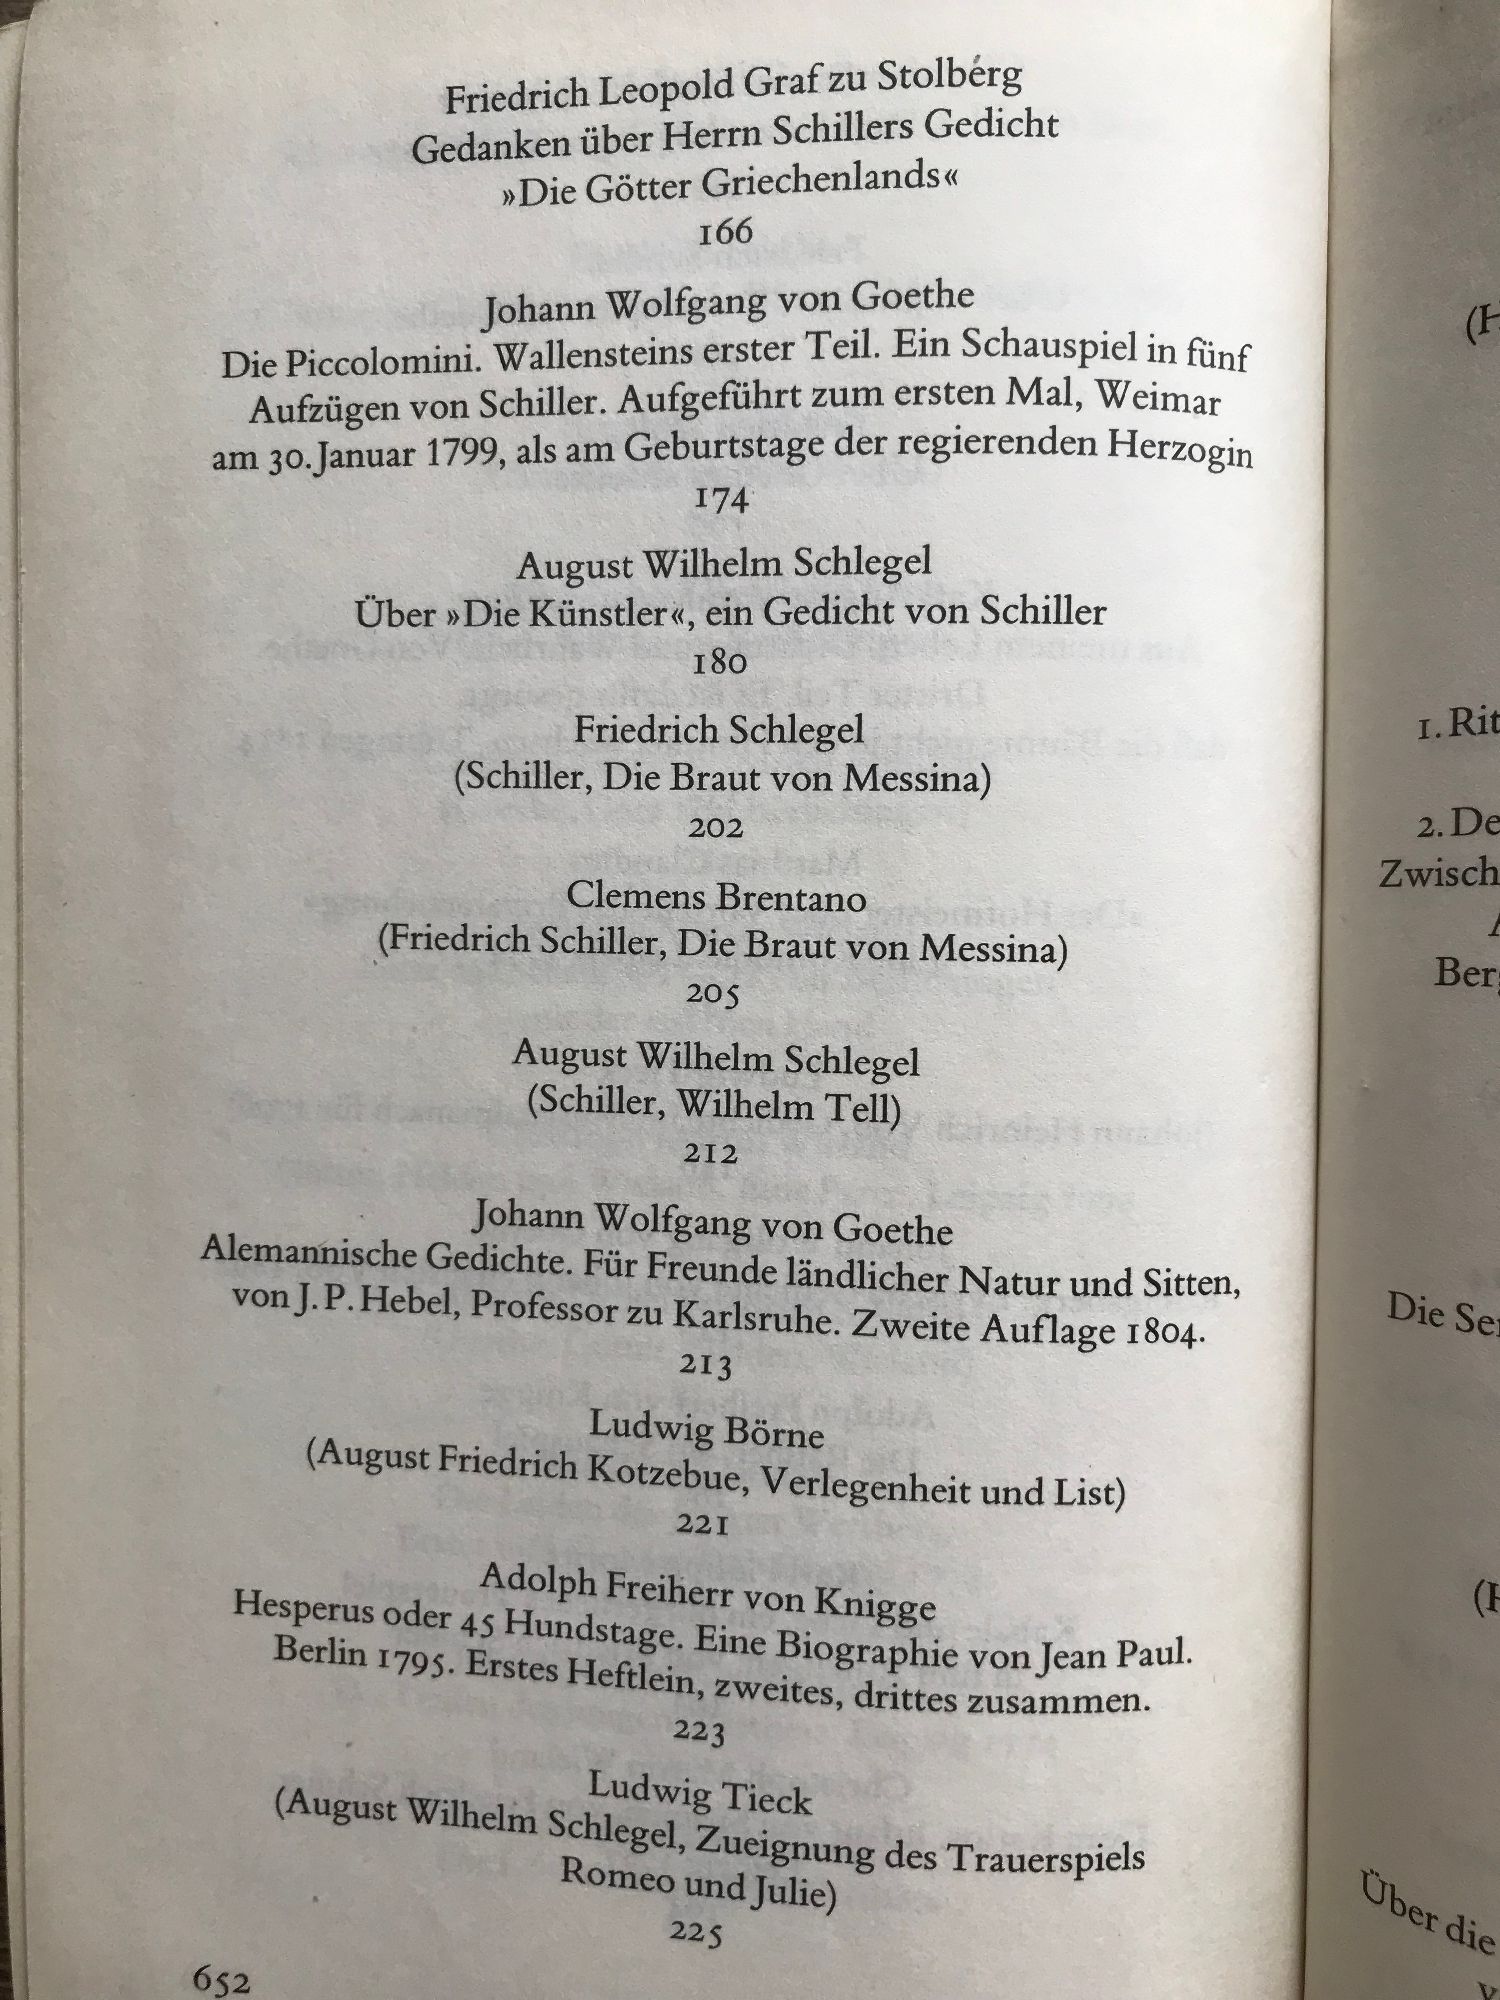 Friedrich Leopold Graf zu Stolberg
Gedanken über Herrn Schillers Gedicht
»Die Götter Griechenlands«
166
Johann Wolfgang von Goethe
Die Piccolomini. Wallensteins erster Teil. Ein Schauspiel in fünf
Aufzügen von Schiller. Aufgeführt zum ersten Mal, Weimar
am 30. Januar 1799, als am Geburtstage der regierenden Herzogin
174
August Wilhelm Schlegel
Über »Die Künstler«, ein Gedicht von Schiller
180
Friedrich Schlegel
(Schiller, Die Braut von Messina)
202
Clemens Brentano
(Friedrich Schiller, Die Braut von Messina)
205
August Wilhelm Schlegel
(Schiller, Wilhelm Tell)
212
Johann Wolfgang von Goethe
Alemannische Gedichte. Für Freunde ländlicher Natur und Sitten,
von J. P. Hebel, Professor zu Karlsruhe. Zweite Auflage 1804.
213
Ludwig Börne
(August Friedrich Kotzebue, Verlegenheit und List)
221
Adolph Freiherr von Knigge
Hesperus oder 45 Hundstage. Eine Biographie von Jean Paul.
Berlin 1795. Erstes Heftlein, zweites, drittes zusammen.
223
Ludwig Tieck
(August Wilhelm Schlegel, Zueignung des Trauerspiels
Romeo und Julie)
225
652
1.
2.
Die
Über die